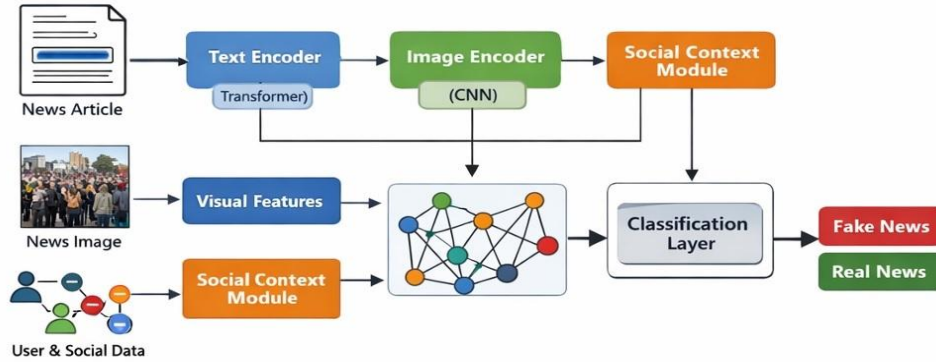 News Article
Text Encoder
Transformer)
Image Encoder
(CNN)
Social Context
Module
News Image
Visual Features
Classification
Layer
Fake News
Real News
Social Context
Module
User & Social Data